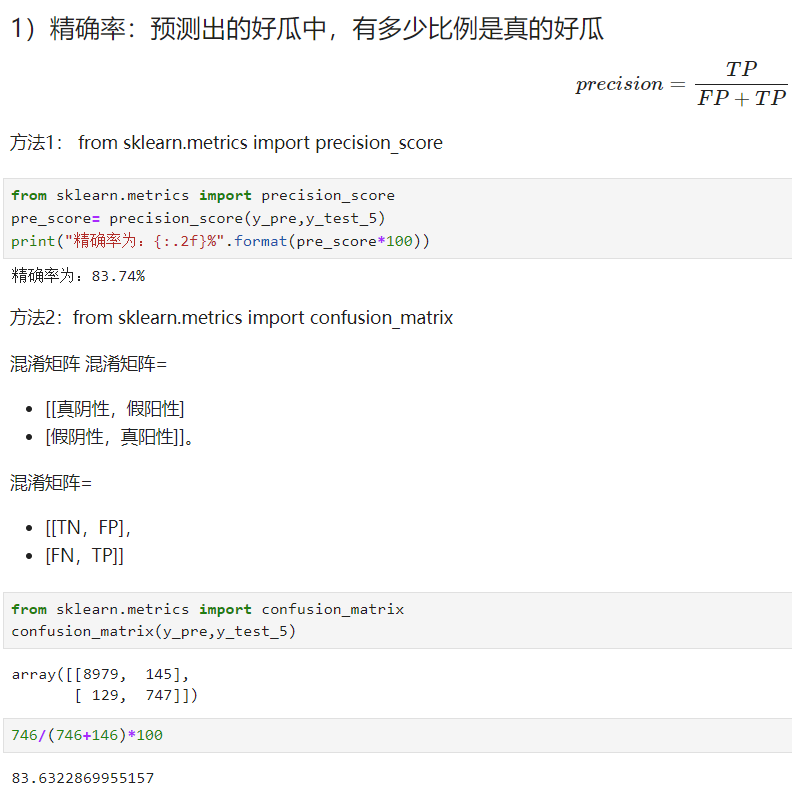 1）精确率：预测出的好瓜中，有多少比例是真的好瓜
precision = TP / (FP + TP)
方法1： from sklearn.metrics import precision_score
from sklearn.metrics import precision_score
pre_score= precision_score(y_pre,y_test_5)
print("精确率为：{:.2f}%".format(pre_score*100))
精确率为：83.74%
方法2：from sklearn.metrics import confusion_matrix
混淆矩阵 混淆矩阵=
• [[真阴性，假阳性]
• [假阴性，真阳性]]。
混淆矩阵=
• [[TN，FP]，
• [FN，TP]]
from sklearn.metrics import confusion_matrix
confusion_matrix(y_pre,y_test_5)
array([[8979,  145],
       [ 129,  747]])
746/(746+146)*100
83.6322869955157